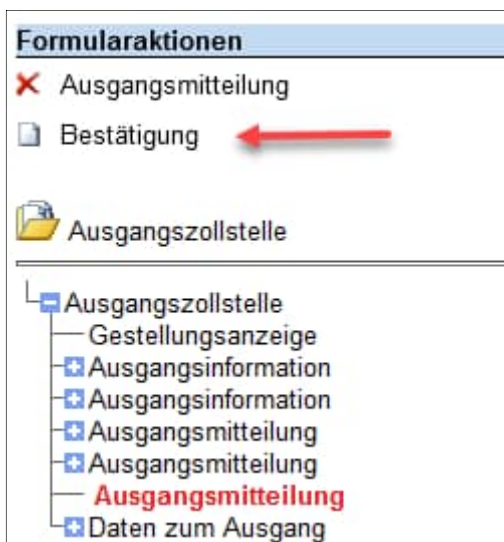 Formularaktionen
Ausgangsmitteilung
Bestätigung
Ausgangszollstelle
Ausgangszollstelle
Gestellungsanzeige
Ausgangsinformation
Ausgangsinformation
Ausgangsmitteilung
Ausgangsmitteilung
Ausgangsmitteilung
Daten zum Ausgang